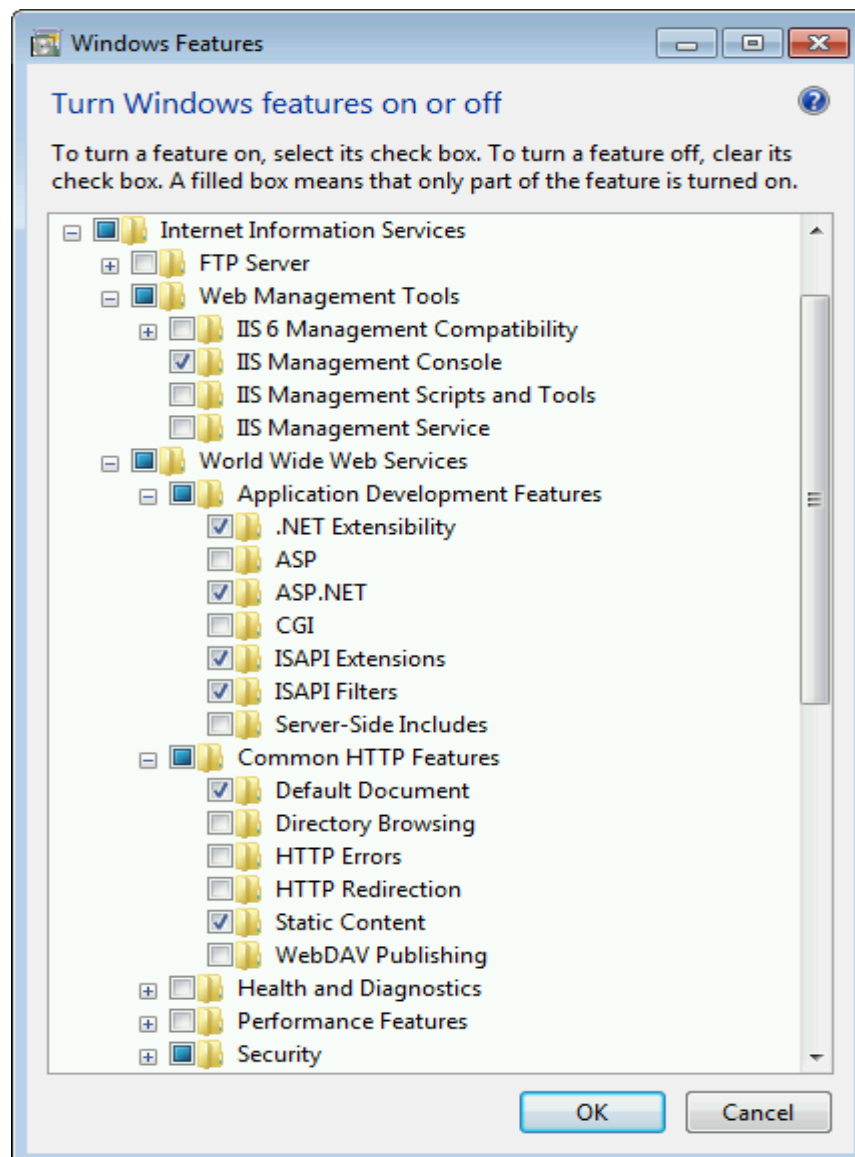 Windows Features
Turn Windows features on or off
To turn a feature on, select its check box. To turn a feature off, clear its
check box. A filled box means that only part of the feature is turned on.
Internet Information Services
FTP Server
Web Management Tools
IIS 6 Management Compatibility
IIS Management Console
IIS Management Scripts and Tools
IIS Management Service
World Wide Web Services
Application Development Features
.NET Extensibility
ASP
ASP.NET
CGI
ISAPI Extensions
ISAPI Filters
Server-Side Includes
Common HTTP Features
Default Document
Directory Browsing
HTTP Errors
HTTP Redirection
Static Content
WebDAV Publishing
Health and Diagnostics
Performance Features
Security
OK Cancel